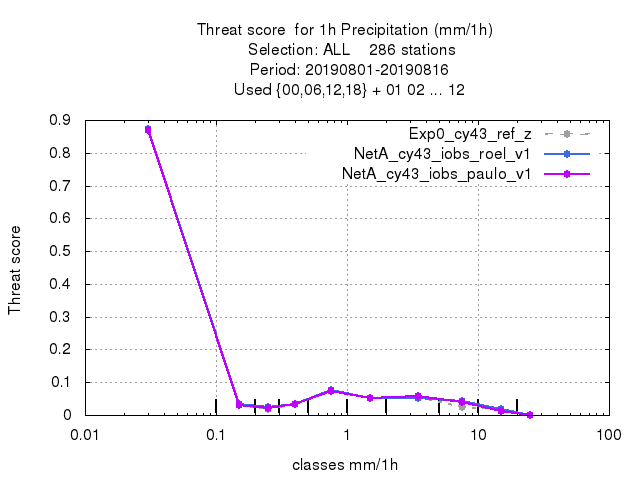 Threat score  for 1h Precipitation (mm/1h)
Selection: ALL    286 stations
Period: 20190801-20190816
Used {00,06,12,18} + 01 02 ... 12
Exp0_cy43_ref_z
NetA_cy43_iobs_roel_v1
NetA_cy43_iobs_paulo_v1
Threat score
0.9
0.8
0.7
0.6
0.5
0.4
0.3
0.2
0.1
0
0.01 0.1 1 10 100
classes mm/1h